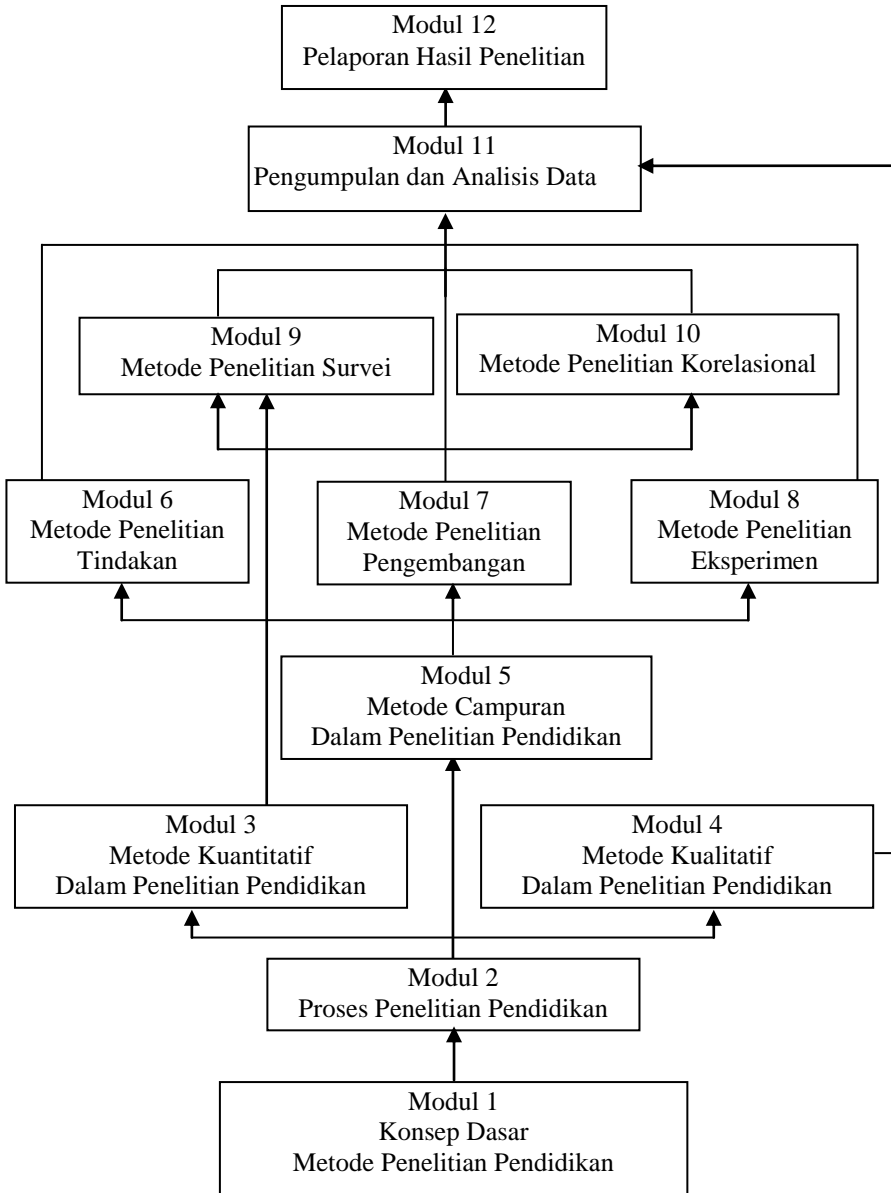 Modul 12
Pelaporan Hasil Penelitian
Modul 11
Pengumpulan dan Analisis Data
Modul 9
Metode Penelitian Survei
Modul 10
Metode Penelitian Korelasional
Modul 6
Metode Penelitian
Tindakan
Modul 7
Metode Penelitian
Pengembangan
Modul 8
Metode Penelitian
Eksperimen
Modul 5
Metode Campuran
Dalam Penelitian Pendidikan
Modul 3
Metode Kuantitatif
Dalam Penelitian Pendidikan
Modul 4
Metode Kualitatif
Dalam Penelitian Pendidikan
Modul 2
Proses Penelitian Pendidikan
Modul 1
Konsep Dasar
Metode Penelitian Pendidikan